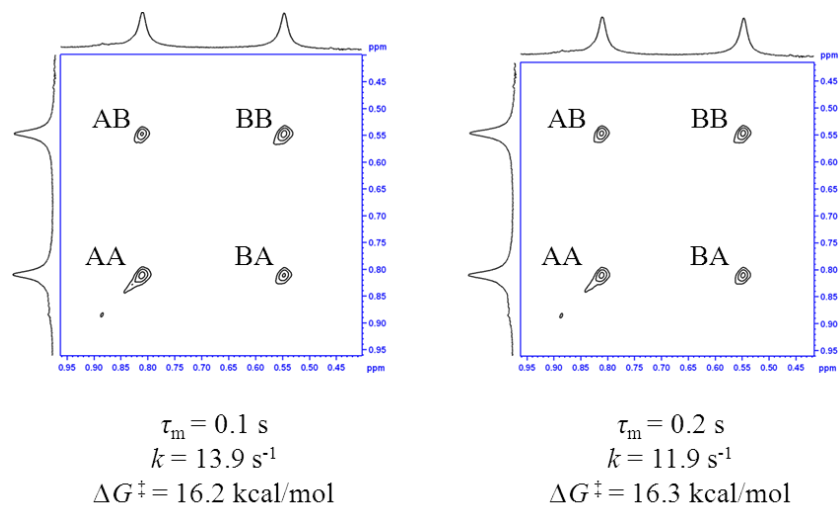 ppm
AB BB
AA BA
0.45
0.50
0.55
0.60
0.65
0.70
0.75
0.80
0.85
0.90
0.95
0.95 0.90 0.85 0.80 0.75 0.70 0.65 0.60 0.55 0.50 0.45 ppm
τm = 0.1 s
k = 13.9 s-1
ΔG‡ = 16.2 kcal/mol
ppm
AB BB
AA BA
0.45
0.50
0.55
0.60
0.65
0.70
0.75
0.80
0.85
0.90
0.95
0.95 0.90 0.85 0.80 0.75 0.70 0.65 0.60 0.55 0.50 0.45 ppm
τm = 0.2 s
k = 11.9 s-1
ΔG‡ = 16.3 kcal/mol